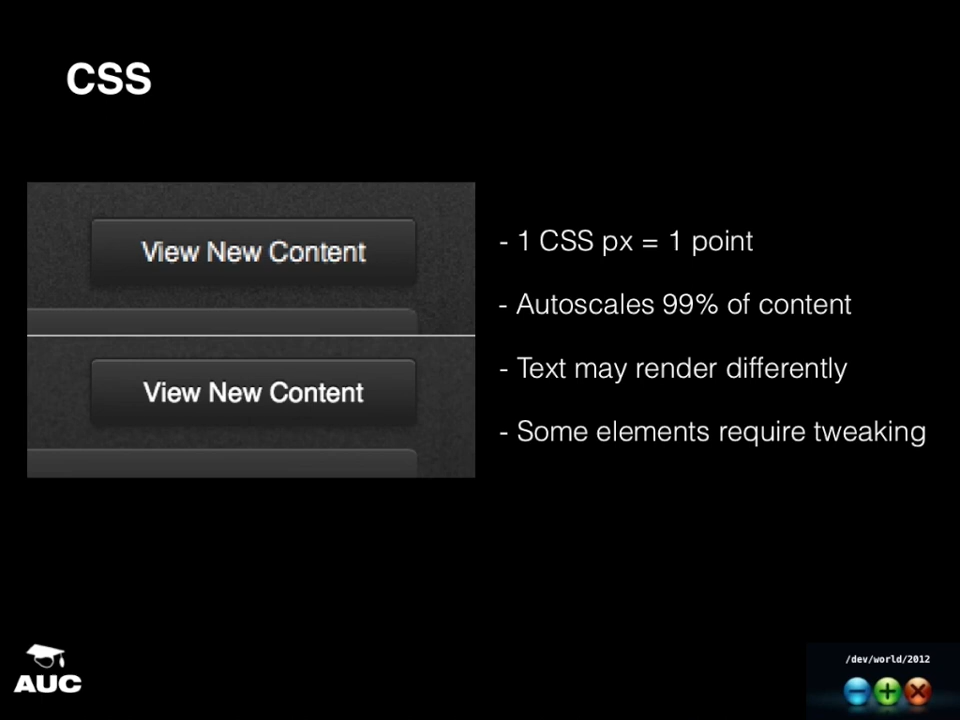 CSS
View New Content
View New Content
- 1 CSS px = 1 point
- Autoscales 99% of content
- Text may render differently
- Some elements require tweaking
AUC
/dev/world/2012